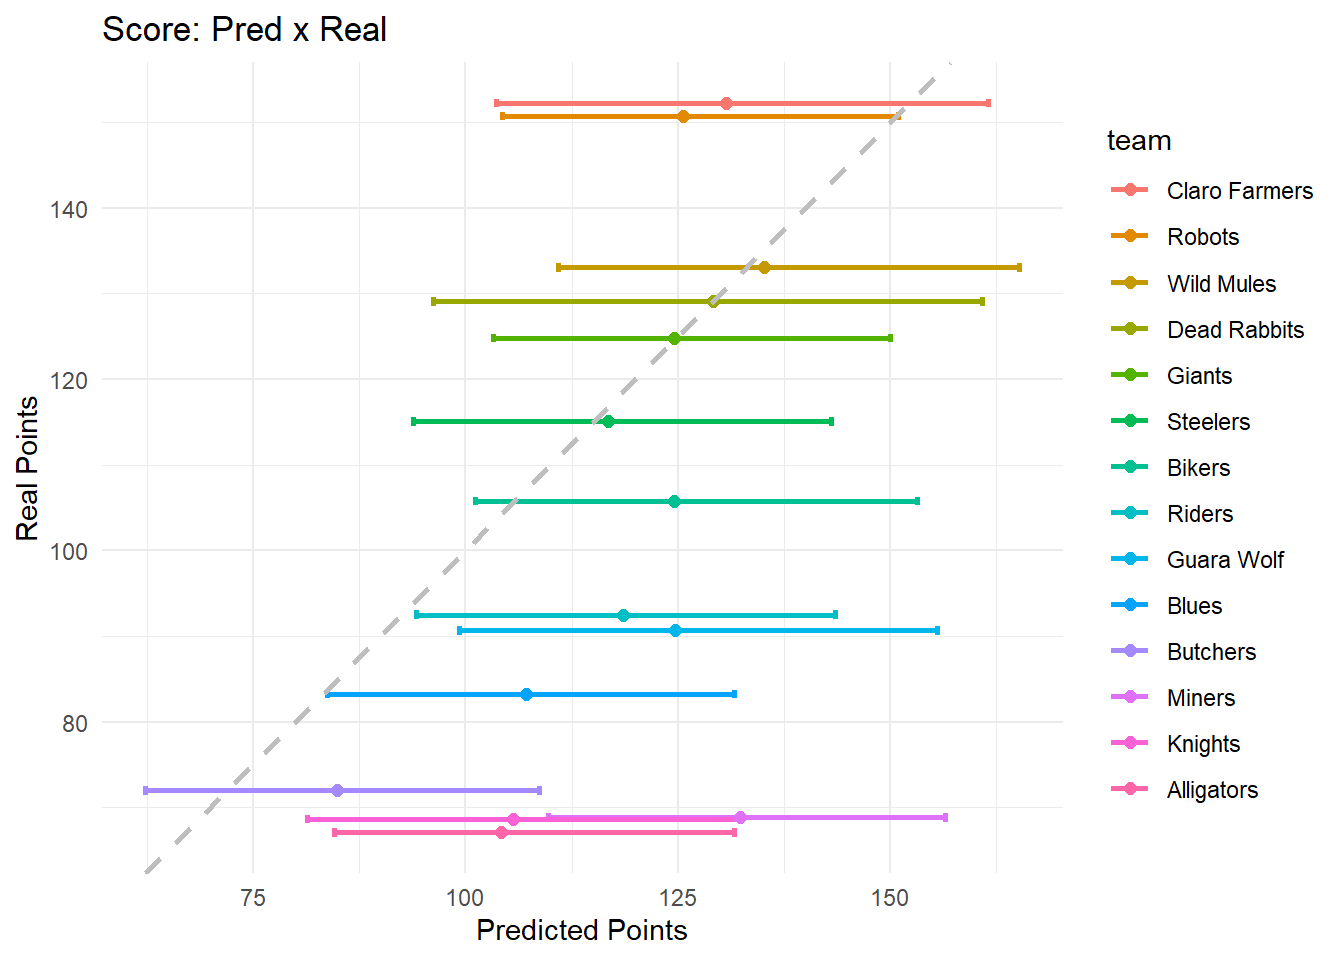 Score: Pred x Real
Real Points
140
120
100
80
75
100
125
150
Predicted Points
team
Claro Farmers
Robots
Wild Mules
Dead Rabbits
Giants
Steelers
Bikers
Riders
Guara Wolf
Blues
Butchers
Miners
Knights
Alligators